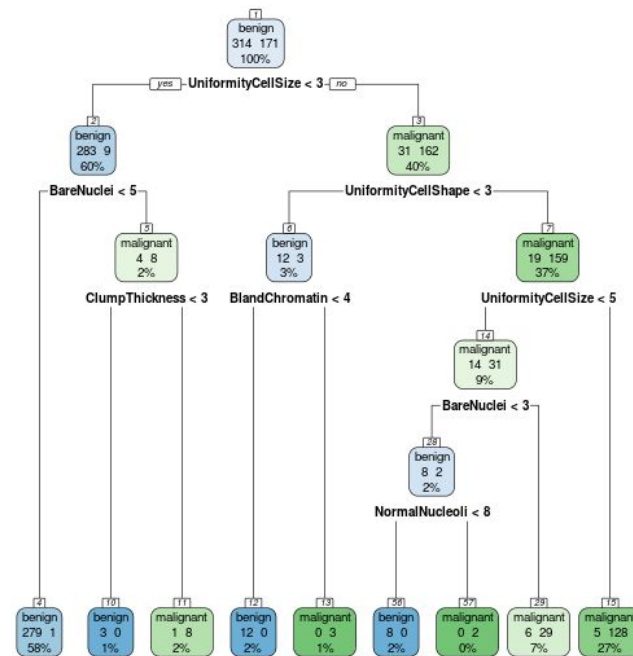 1
benign
314 171
100%
yes UniformityCellSize < 3 no
2
benign
283 9
60%
3
malignant
31 162
40%
BareNuclei < 5
UniformityCellShape < 3
5
malignant
4 8
2%
6
benign
12 3
3%
7
malignant
19 159
37%
ClumpThickness < 3
BlandChromatin < 4
UniformityCellSize < 5
14
malignant
14 31
9%
BareNuclei < 3
28
benign
8 2
2%
NormalNucleoli < 8
4
benign
279 1
58%
10
benign
3 0
1%
11
malignant
1 8
2%
12
benign
12 0
2%
13
malignant
0 3
1%
56
benign
8 0
2%
57
malignant
0 2
0%
29
malignant
6 29
7%
15
malignant
5 128
27%